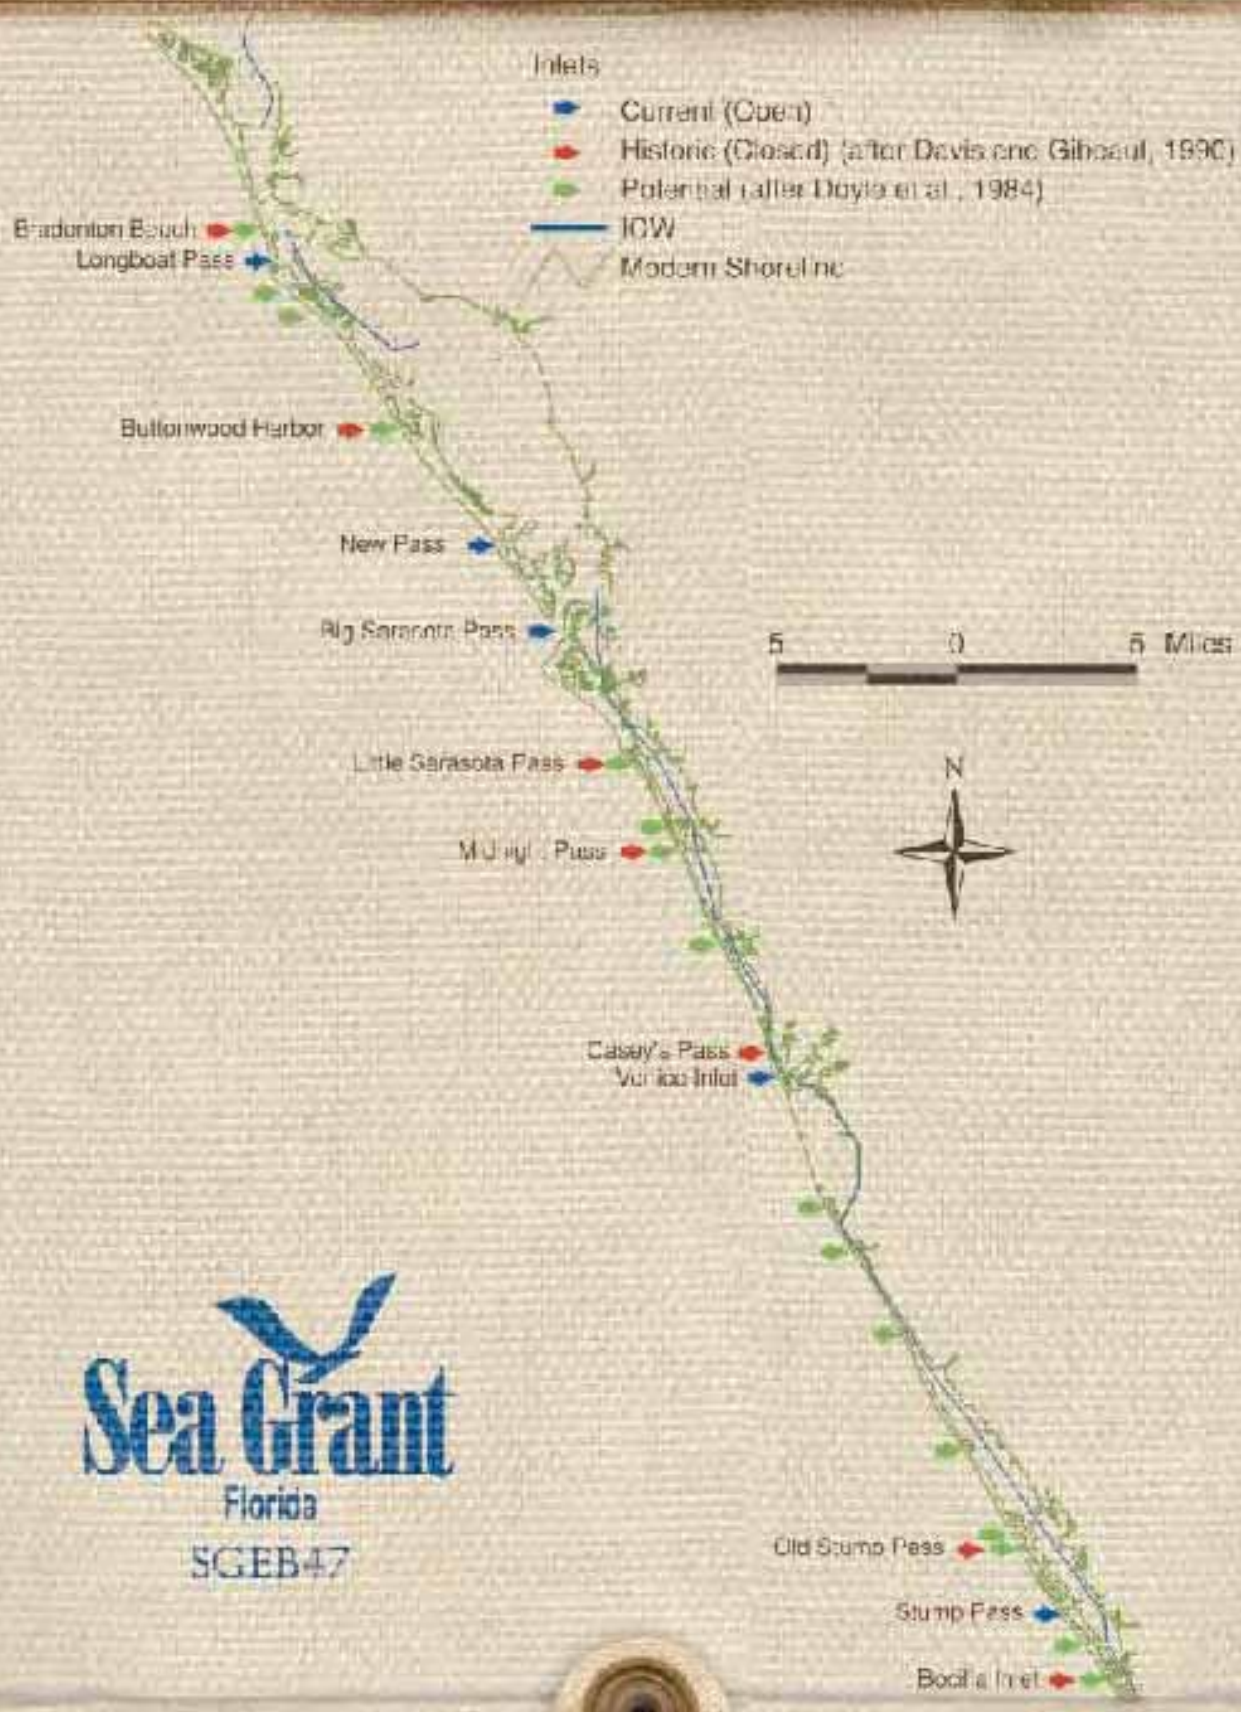 Inlets
Current (Open)
Historic (Closed) (after Davis and Gibeaut, 1990)
Potential (after Doyle et al., 1984)
ICW
Modern Shoreline
Bradenton Beach
Longboat Pass
Buttonwood Harbor
New Pass
Big Sarasota Pass
5 0 5 Miles
Little Sarasota Pass
N
Midnight Pass
Casey's Pass
Venice Inlet
Sea Grant
Florida
SGEB47
Old Stump Pass
Stump Pass
Bocilla Inlet